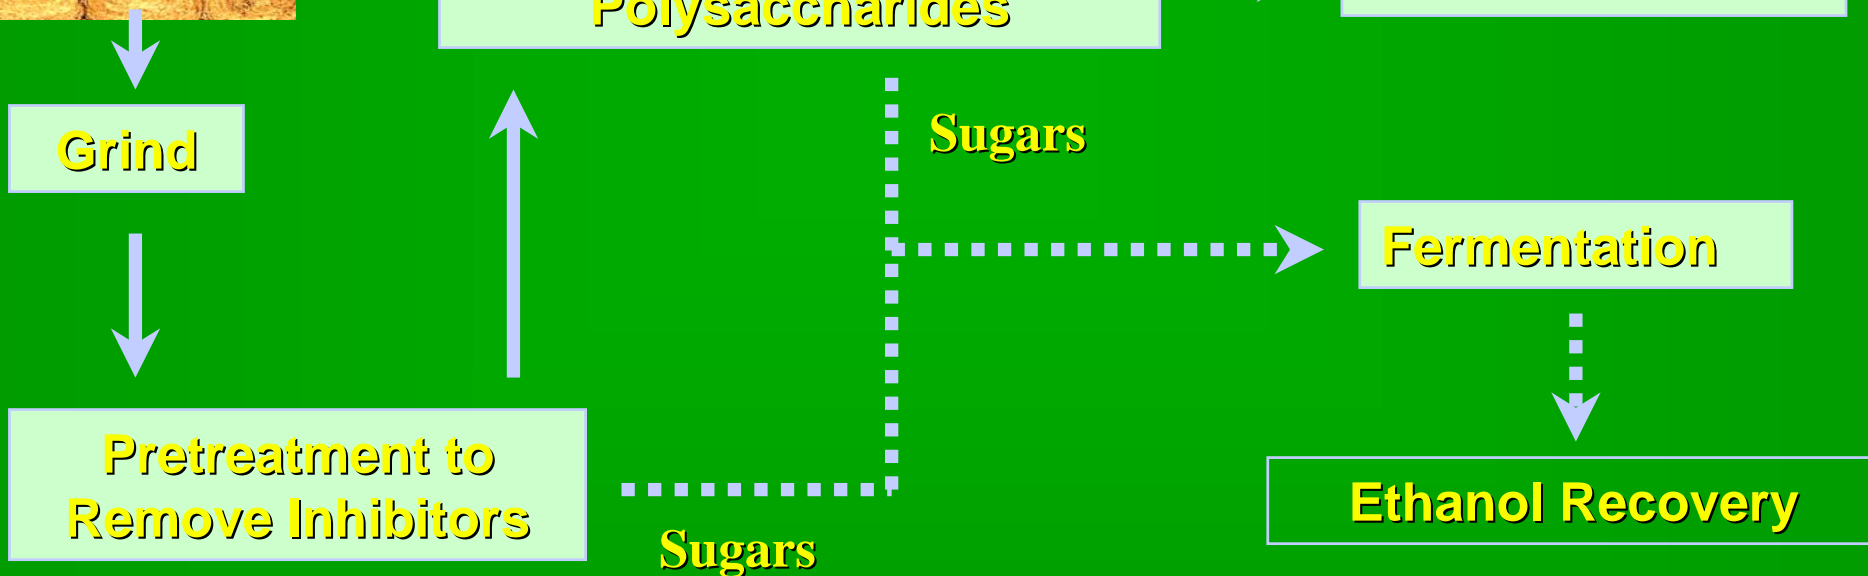 Polysaccharides
Grind
Sugars
Fermentation
Pretreatment to
Remove Inhibitors
Sugars
Ethanol Recovery